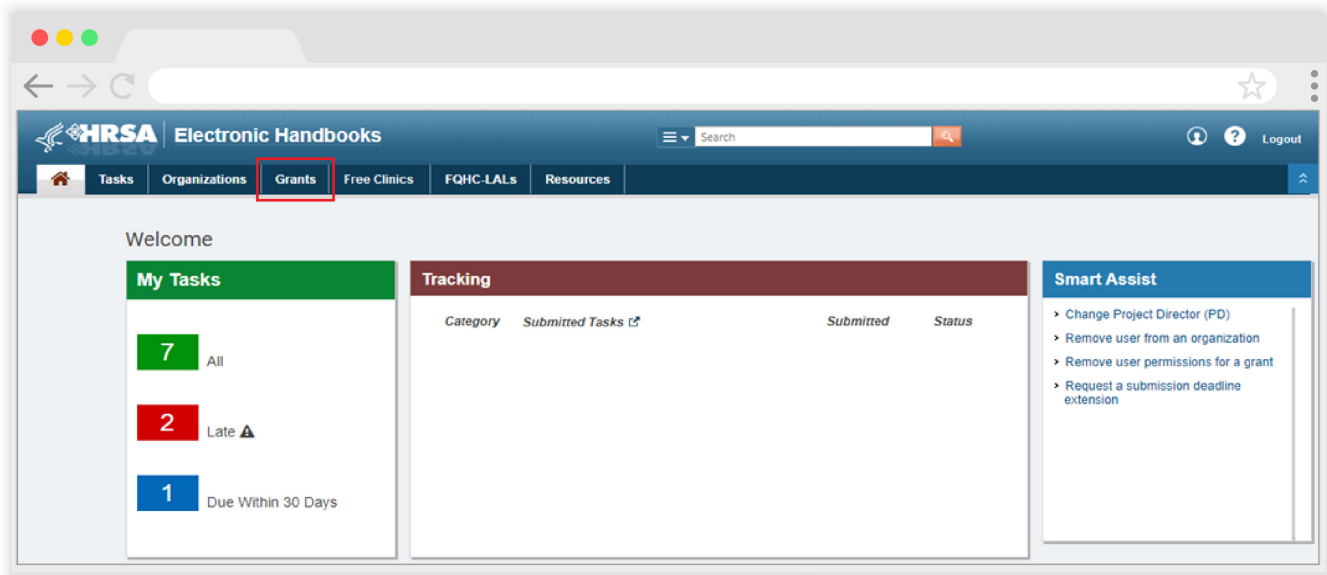 HRSA Electronic Handbooks
Search
Logout
Tasks Organizations Grants Free Clinics FQHC-LALs Resources
Welcome
My Tasks
7 All
2 Late
1 Due Within 30 Days
Tracking
Category Submitted Tasks Submitted Status
Smart Assist
Change Project Director (PD)
Remove user from an organization
Remove user permissions for a grant
Request a submission deadline
extension